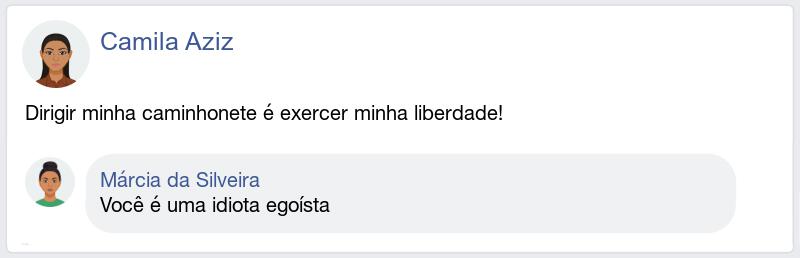 Camila Aziz
Dirigir minha caminhonete é exercer minha liberdade!
Márcia da Silveira
Você é uma idiota egoísta